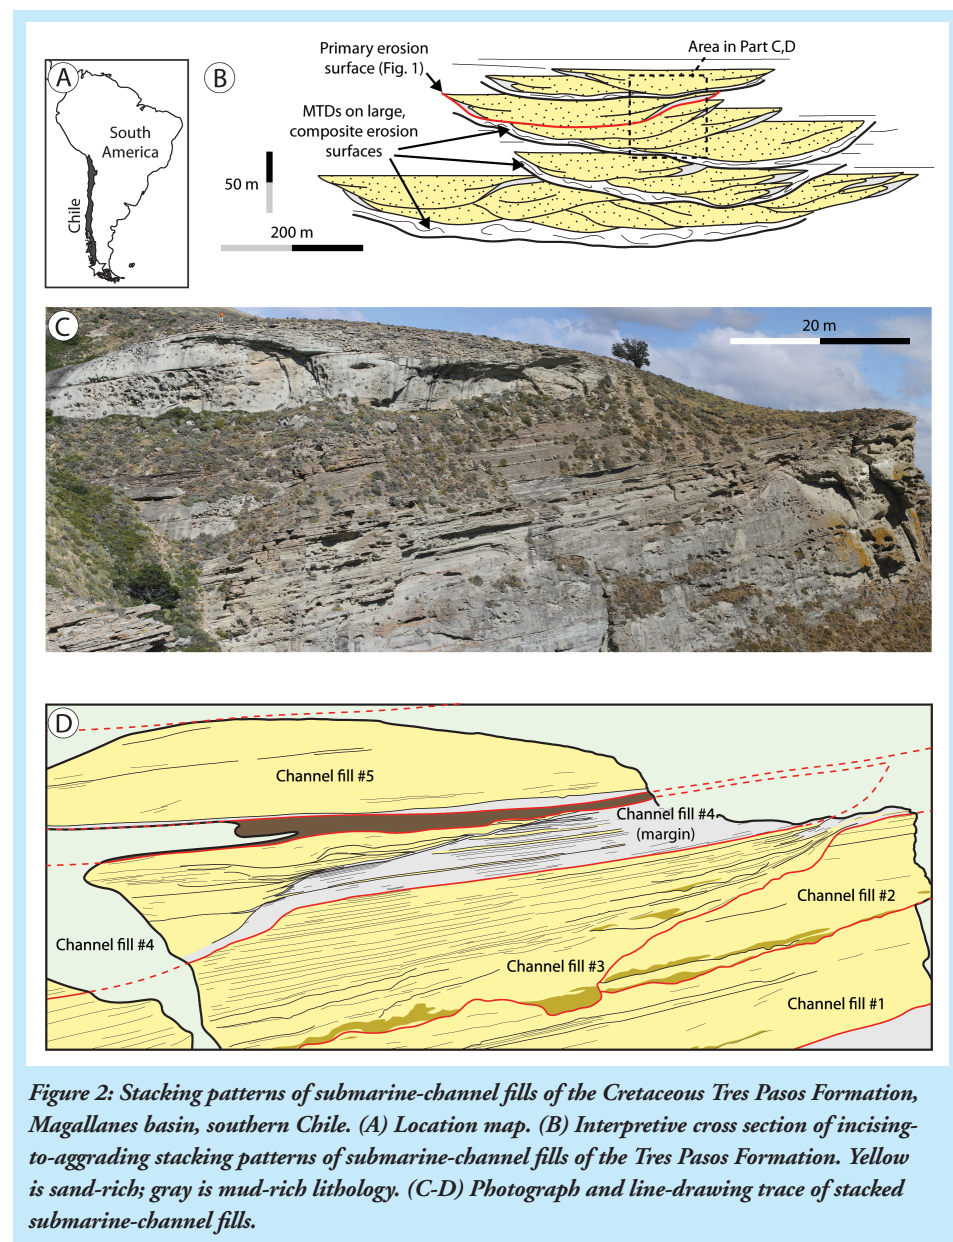 A
South
America
Chile
B
Primary erosion
surface (Fig. 1)
MTDs on large,
composite erosion
surfaces
Area in Part C,D
50 m
200 m
C
20 m
D
Channel fill #5
Channel fill #4
(margin)
Channel fill #2
Channel fill #4
Channel fill #3
Channel fill #1
Figure 2: Stacking patterns of submarine-channel fills of the Cretaceous Tres Pasos Formation,
Magallanes basin, southern Chile. (A) Location map. (B) Interpretive cross section of incising-
to-aggrading stacking patterns of submarine-channel fills of the Tres Pasos Formation. Yellow
is sand-rich; gray is mud-rich lithology. (C-D) Photograph and line-drawing trace of stacked
submarine-channel fills.